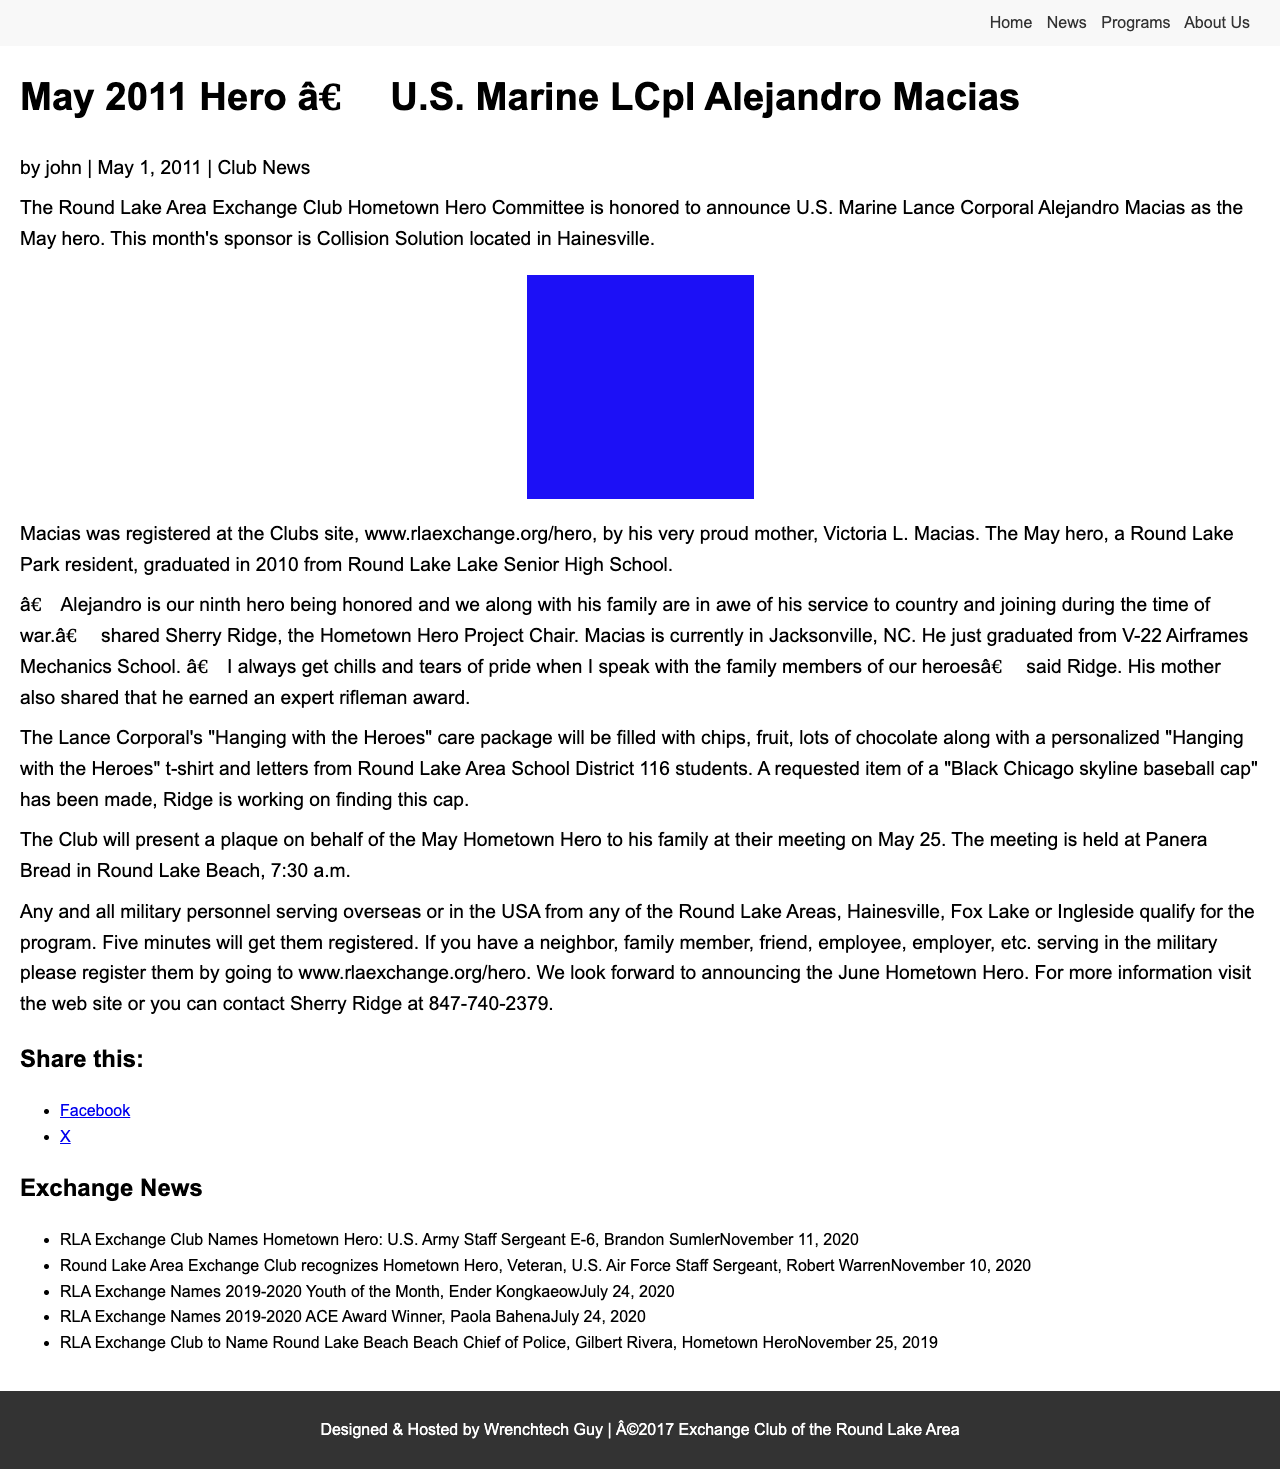 Home News Programs About Us
May 2011 Hero â€ U.S. Marine LCpl Alejandro Macias
by john | May 1, 2011 | Club News
The Round Lake Area Exchange Club Hometown Hero Committee is honored to announce U.S. Marine Lance Corporal Alejandro Macias as the
May hero. This month's sponsor is Collision Solution located in Hainesville.
Macias was registered at the Clubs site, www.rlaexchange.org/hero, by his very proud mother, Victoria L. Macias. The May hero, a Round Lake
Park resident, graduated in 2010 from Round Lake Lake Senior High School.
â€ Alejandro is our ninth hero being honored and we along with his family are in awe of his service to country and joining during the time of
war.â€ shared Sherry Ridge, the Hometown Hero Project Chair. Macias is currently in Jacksonville, NC. He just graduated from V-22 Airframes
Mechanics School. â€ I always get chills and tears of pride when I speak with the family members of our heroesâ€ said Ridge. His mother
also shared that he earned an expert rifleman award.
The Lance Corporal's "Hanging with the Heroes" care package will be filled with chips, fruit, lots of chocolate along with a personalized "Hanging
with the Heroes" t-shirt and letters from Round Lake Area School District 116 students. A requested item of a "Black Chicago skyline baseball cap"
has been made, Ridge is working on finding this cap.
The Club will present a plaque on behalf of the May Hometown Hero to his family at their meeting on May 25. The meeting is held at Panera
Bread in Round Lake Beach, 7:30 a.m.
Any and all military personnel serving overseas or in the USA from any of the Round Lake Areas, Hainesville, Fox Lake or Ingleside qualify for the
program. Five minutes will get them registered. If you have a neighbor, family member, friend, employee, employer, etc. serving in the military
please register them by going to www.rlaexchange.org/hero. We look forward to announcing the June Hometown Hero. For more information visit
the web site or you can contact Sherry Ridge at 847-740-2379.
Share this:
• Facebook
• X
Exchange News
• RLA Exchange Club Names Hometown Hero: U.S. Army Staff Sergeant E-6, Brandon SumlerNovember 11, 2020
• Round Lake Area Exchange Club recognizes Hometown Hero, Veteran, U.S. Air Force Staff Sergeant, Robert WarrenNovember 10, 2020
• RLA Exchange Names 2019-2020 Youth of the Month, Ender KongkaeowJuly 24, 2020
• RLA Exchange Names 2019-2020 ACE Award Winner, Paola BahenaJuly 24, 2020
• RLA Exchange Club to Name Round Lake Beach Beach Chief of Police, Gilbert Rivera, Hometown HeroNovember 25, 2019
Designed & Hosted by Wrenchtech Guy | Â©2017 Exchange Club of the Round Lake Area